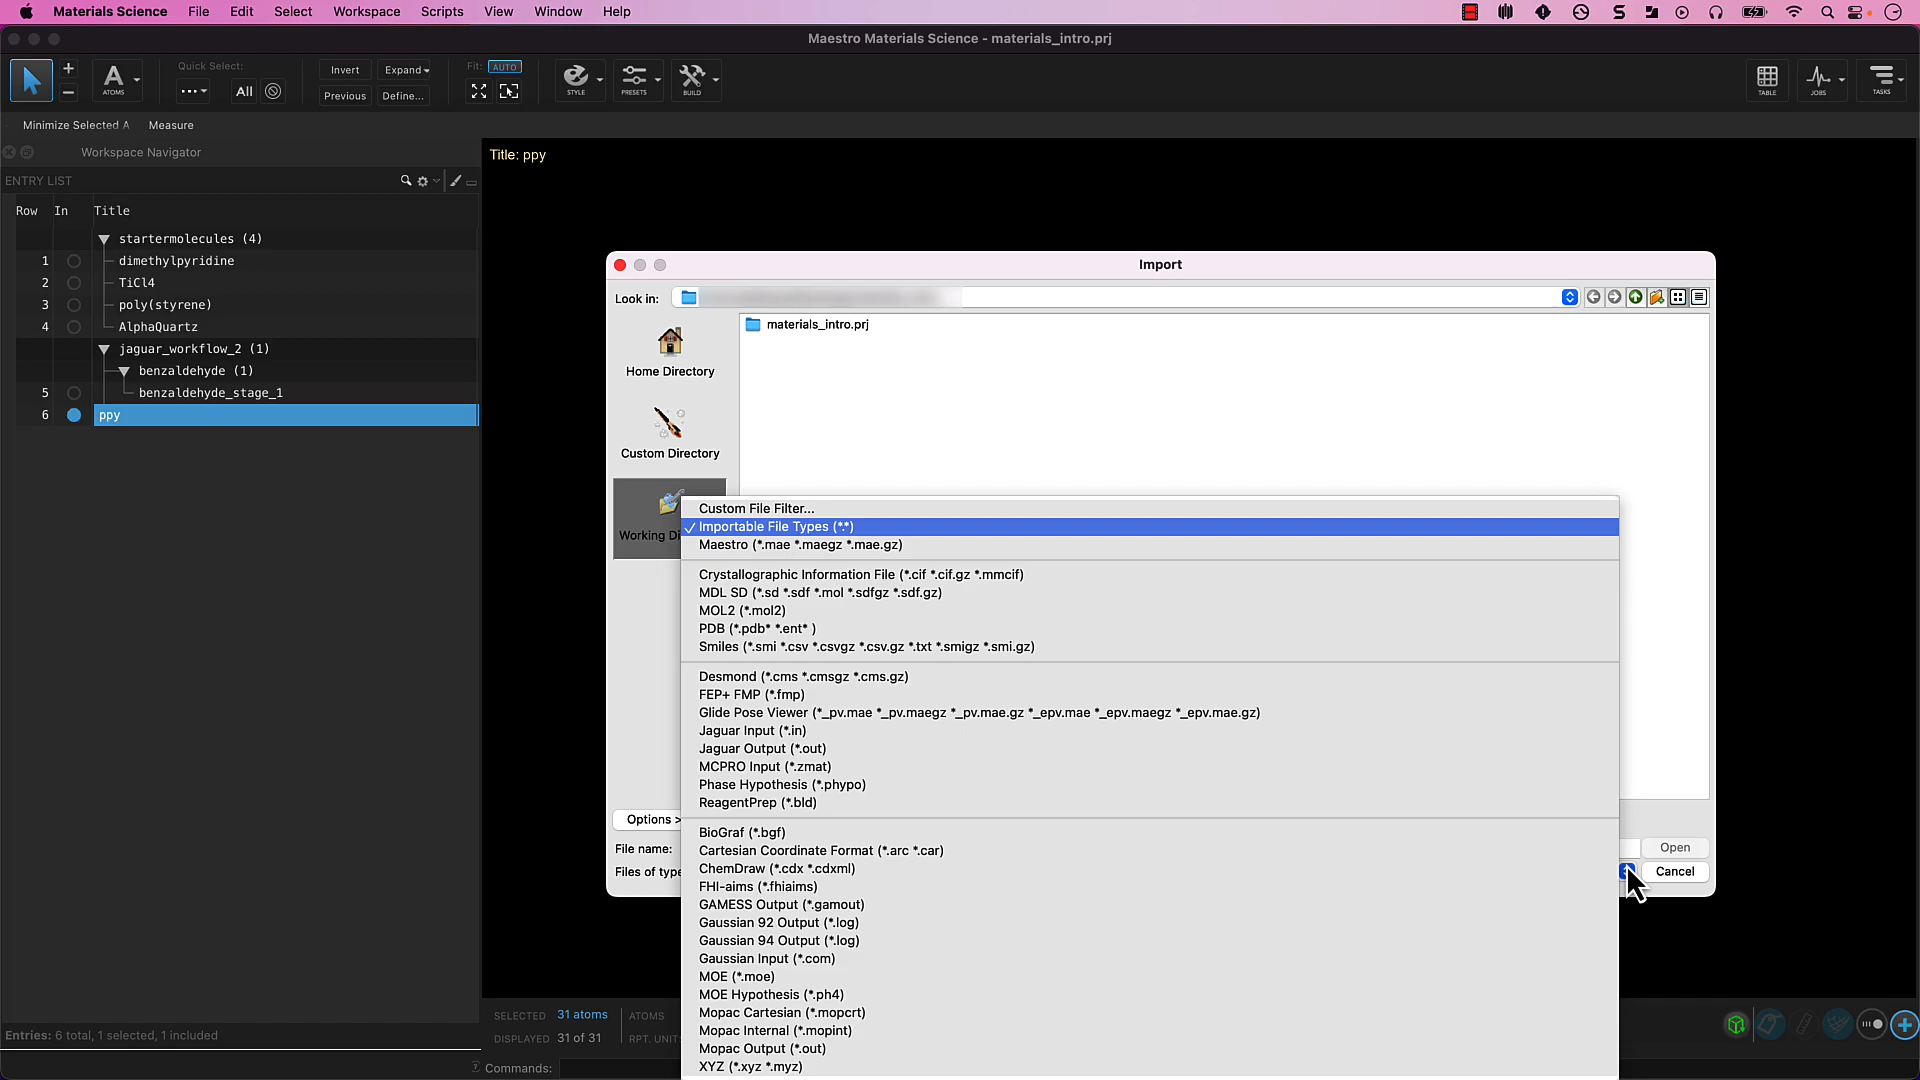 Materials Science File Edit Select Workspace Scripts View Window Help
Maestro Materials Science - materials_intro.prj
Quick Select:
Invert
Expand
Fit: AUTO
ATOMS
All
Previous
Define...
STYLE
PRESETS
BUILD
TABLE
JOBS
TASKS
Minimize Selected A
Measure
Workspace Navigator
Title: ppy
ENTRY LIST
Row In Title
startermolecules (4)
1 dimethylpyridine
2 TiCl4
3 poly(styrene)
4 AlphaQuartz
jaguar_workflow_2 (1)
benzaldehyde (1)
5 benzaldehyde_stage_1
6 ppy
Import
Look in:
materials_intro.prj
Home Directory
Custom Directory
Working Di
Custom File Filter...
✓ Importable File Types (*.*)
Maestro (*.mae *.maegz *.mae.gz)
Crystallographic Information File (*.cif *.cif.gz *.mmcif)
MDL SD (*.sd *.sdf *.mol *.sdfgz *.sdf.gz)
MOL2 (*.mol2)
PDB (*.pdb* *.ent* )
Smiles (*.smi *.csv *.csvgz *.csv.gz *.txt *.smigz *.smi.gz)
Desmond (*.cms *.cmsgz *.cms.gz)
FEP+ FMP (*.fmp)
Glide Pose Viewer (*_pv.mae *_pv.maegz *_pv.mae.gz *_epv.mae *_epv.maegz *_epv.mae.gz)
Jaguar Input (*.in)
Jaguar Output (*.out)
MCPRO Input (*.zmat)
Phase Hypothesis (*.phypo)
ReagentPrep (*.bld)
BioGraf (*.bgf)
Cartesian Coordinate Format (*.arc *.car)
ChemDraw (*.cdx *.cdxml)
FHI-aims (*.fhiaims)
GAMESS Output (*.gamout)
Gaussian 92 Output (*.log)
Gaussian 94 Output (*.log)
Gaussian Input (*.com)
MOE (*.moe)
MOE Hypothesis (*.ph4)
Mopac Cartesian (*.mopcrt)
Mopac Internal (*.mopint)
Mopac Output (*.out)
XYZ (*.xyz *.myz)
Options >
File name:
Open
Files of type
Cancel
Entries: 6 total, 1 selected, 1 included
SELECTED 31 atoms ATOMS
DISPLAYED 31 of 31 RPT. UNIT
Commands: